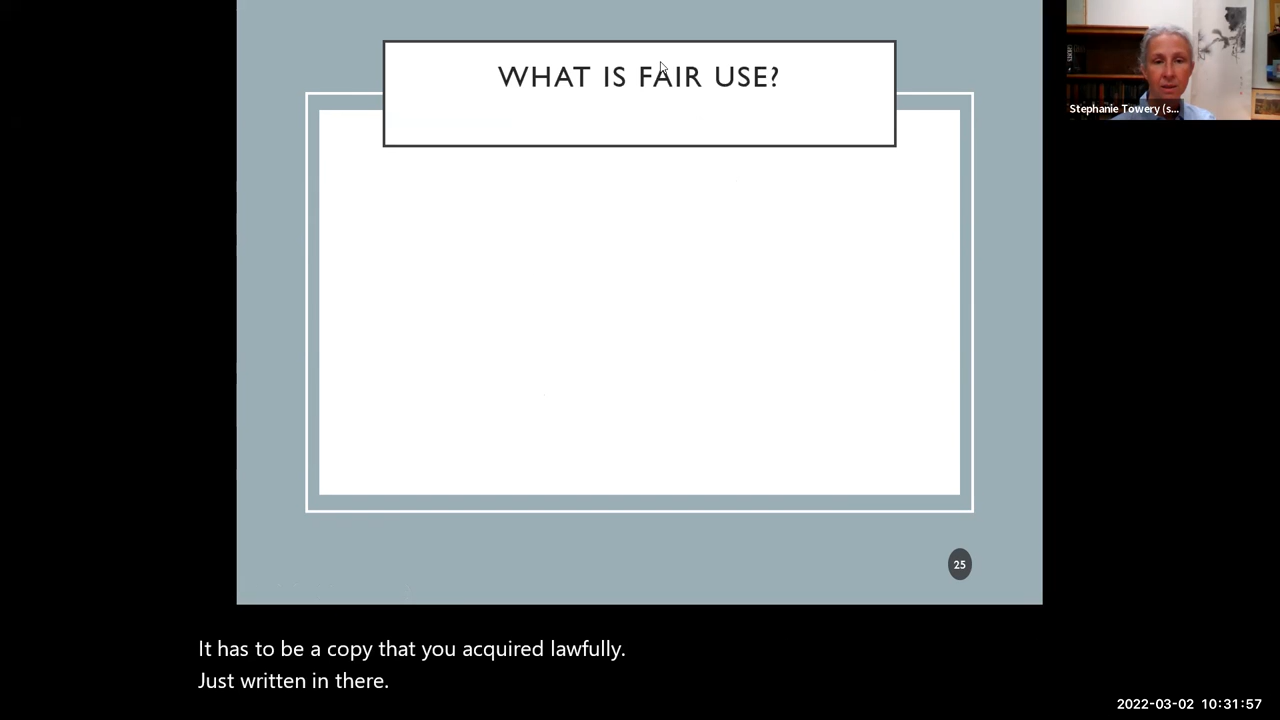 WHAT IS FAIR USE?
Stephanie Towery (s...
25
It has to be a copy that you acquired lawfully.
Just written in there.
2022-03-02 10:31:57